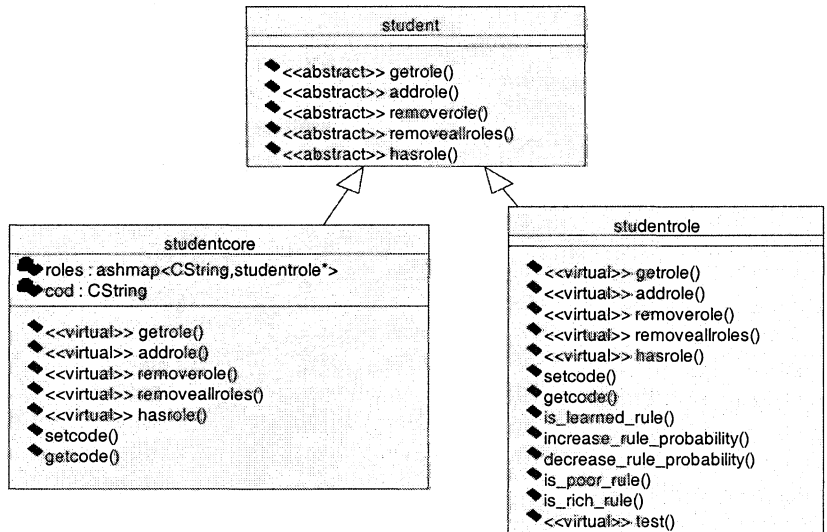 student
<<abstract>> getrole()
<<abstract>> addrole()
<<abstract>> removerole()
<<abstract>> removeallroles()
<<abstract>> hasrole()
studentcore
roles : ashmap<CString,studentrole*>
cod : CString
<<virtual>> getrole()
<<virtual>> addrole()
<<virtual>> removerole()
<<virtual>> removeallroles()
<<virtual>> hasrole()
setcode()
getcode()
studentrole
<<virtual>> getrole()
<<virtual>> addrole()
<<virtual>> removerole()
<<virtual>> removeallroles()
<<virtual>> hasrole()
setcode()
getcode()
is_learned_rule()
increase_rule_probability()
decrease_rule_probability()
is_poor_rule()
is_rich_rule()
<<virtual>> test()